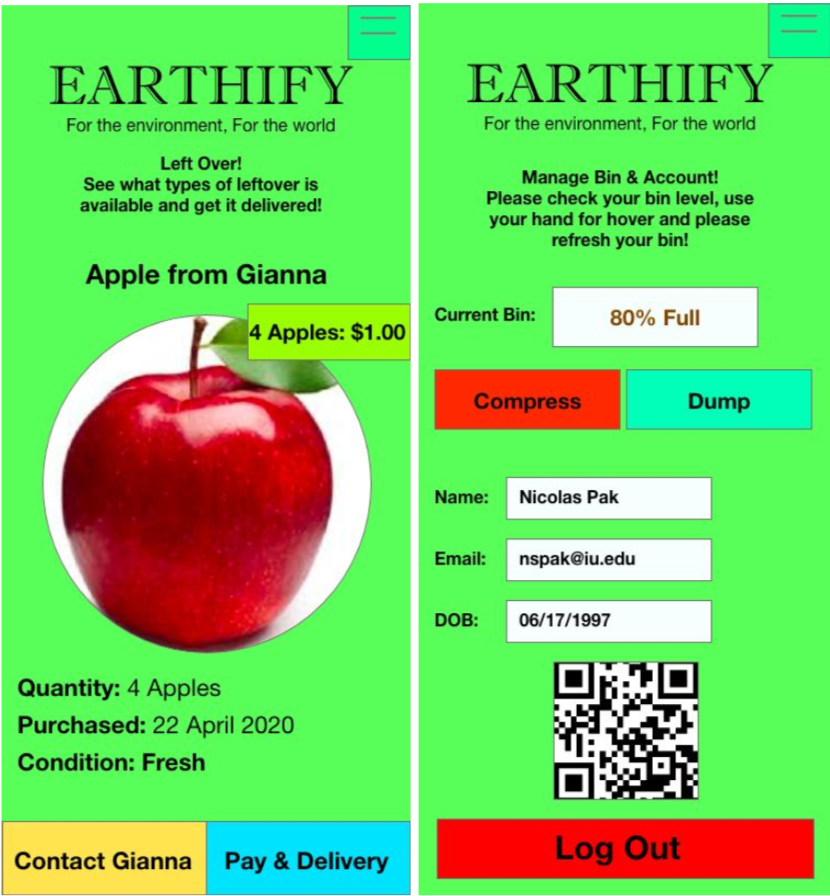 EARTHIFY
For the environment, For the world
Left Over!
See what types of leftover is
available and get it delivered!
Apple from Gianna
4 Apples: $1.00
Quantity: 4 Apples
Purchased: 22 April 2020
Condition: Fresh
Contact Gianna
Pay & Delivery
EARTHIFY
For the environment, For the world
Manage Bin & Account!
Please check your bin level, use
your hand for hover and please
refresh your bin!
Current Bin: 80% Full
Compress
Dump
Name: Nicolas Pak
Email: nspak@iu.edu
DOB: 06/17/1997
Log Out